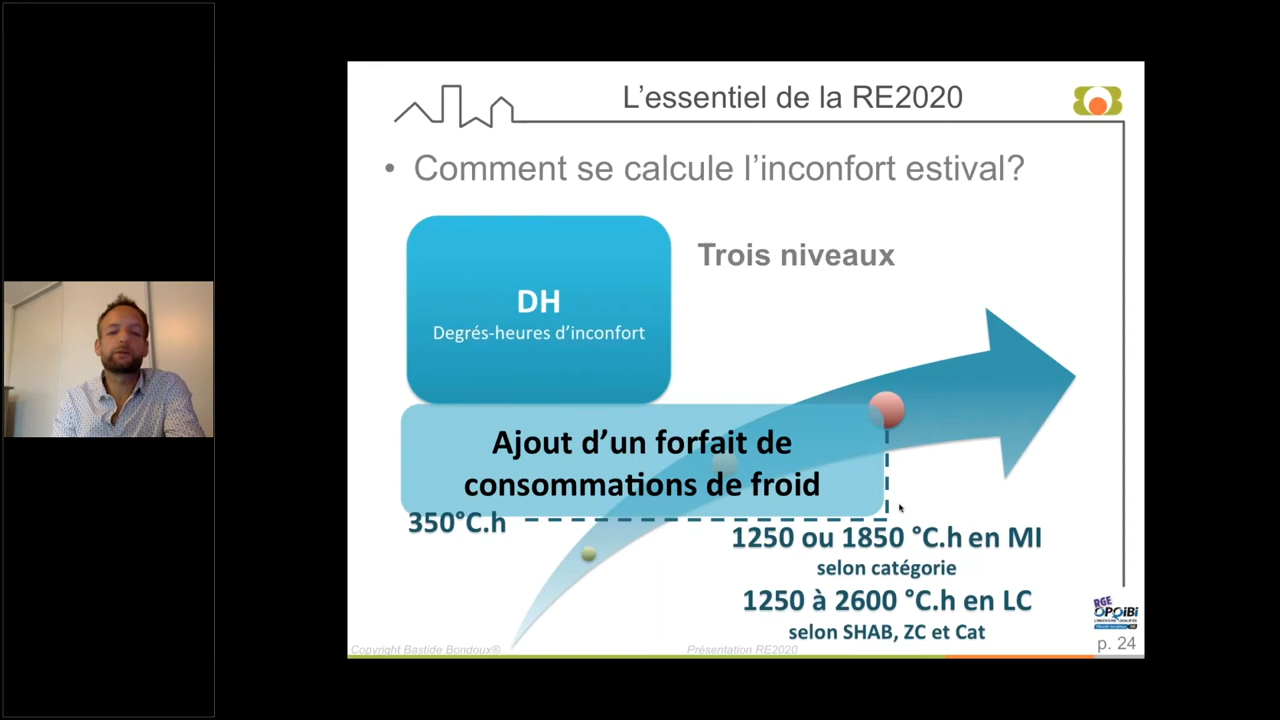 L’essentiel de la RE2020
• Comment se calcule l’inconfort estival?
DH
Degrés-heures d’inconfort
Trois niveaux
Ajout d’un forfait de
consommations de froid
350°C.h
1250 ou 1850 °C.h en MI
selon catégorie
1250 à 2600 °C.h en LC
selon SHAB, ZC et Cat
RGE
OPQIBI
p. 24
Copyright Bastide Bondoux®
Présentation RE2020